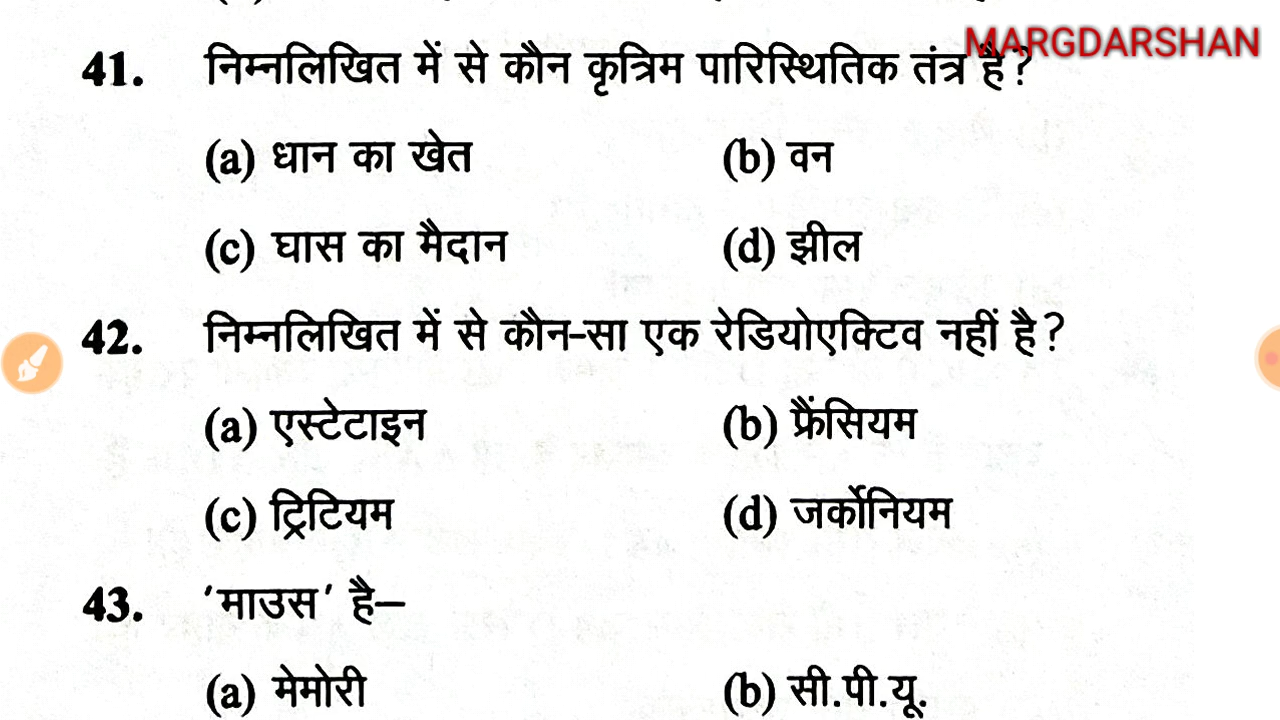 MARGDARSHAN
41. निम्नलिखित में से कौन कृत्रिम पारिस्थितिक तंत्र है?
(a) धान का खेत (b) वन
(c) घास का मैदान (d) झील
42. निम्नलिखित में से कौन-सा एक रेडियोएक्टिव नहीं है?
(a) एस्टेटाइन (b) फ्रैंसियम
(c) ट्रिटियम (d) जर्कोनियम
43. 'माउस' है–
(a) मेमोरी (b) सी.पी.यू.